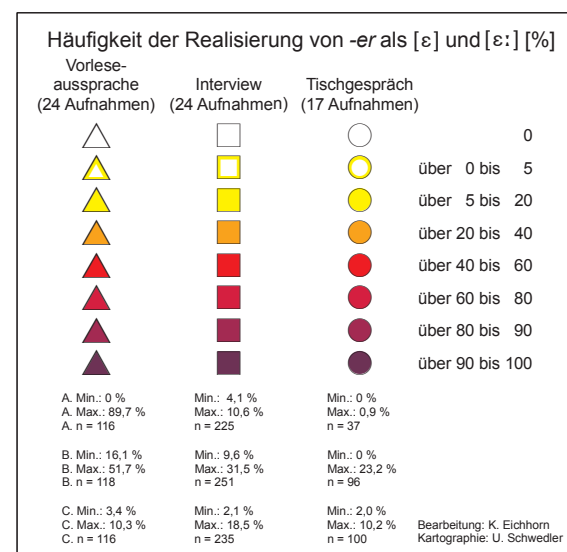 Häufigkeit der Realisierung von -er als [ɛ] und [ɛː] [%]
Vorlese-
aussprache
(24 Aufnahmen)
Interview
(24 Aufnahmen)
Tischgespräch
(17 Aufnahmen)
0
über 0 bis 5
über 5 bis 20
über 20 bis 40
über 40 bis 60
über 60 bis 80
über 80 bis 90
über 90 bis 100
A. Min.: 0 %
A. Max.: 89,7 %
A. n = 116
Min.: 4,1 %
Max.: 10,6 %
n = 225
Min.: 0 %
Max.: 0,9 %
n = 37
B. Min.: 16,1 %
B. Max.: 51,7 %
B. n = 118
Min.: 9,6 %
Max.: 31,5 %
n = 251
Min.: 0 %
Max.: 23,2 %
n = 96
C. Min.: 3,4 %
C. Max.: 10,3 %
C. n = 116
Min.: 2,1 %
Max.: 18,5 %
n = 235
Min.: 2,0 %
Max.: 10,2 %
n = 100
Bearbeitung: K. Eichhorn
Kartographie: U. Schwedler